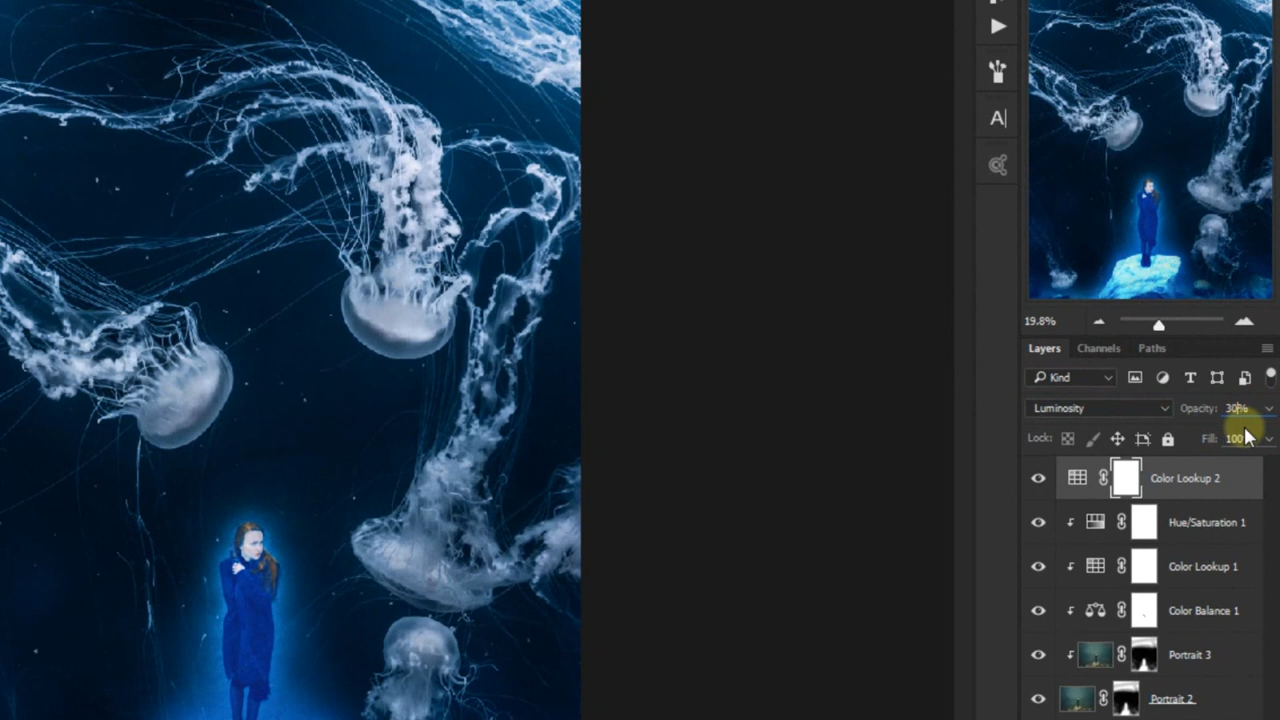 A|
19.8%
Layers Channels Paths
Kind
Luminosity Opacity: 30%
Lock: Fill: 100
Color Lookup 2
Hue/Saturation 1
Color Lookup 1
Color Balance 1
Portrait 3
Portrait 2